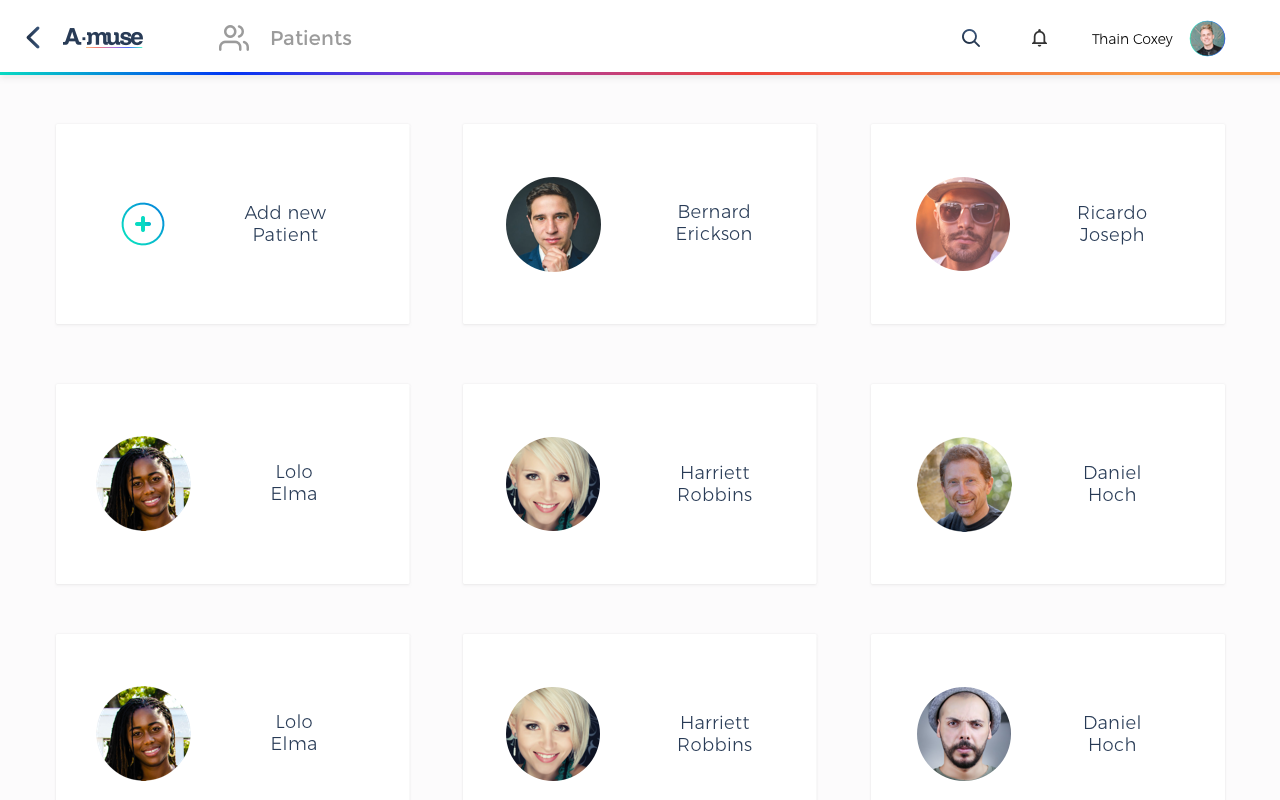 A·muse
Patients
Thain Coxey
Add new
Patient
Bernard
Erickson
Ricardo
Joseph
Lolo
Elma
Harriett
Robbins
Daniel
Hoch
Lolo
Elma
Harriett
Robbins
Daniel
Hoch